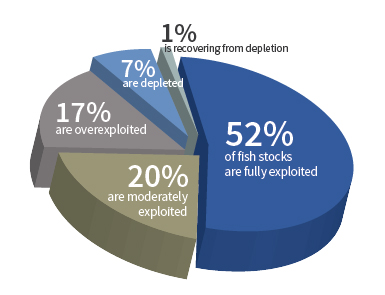 1%
is recovering from depletion
7%
are depleted
17%
are overexploited
52%
of fish stocks
are fully exploited
20%
are moderately
exploited